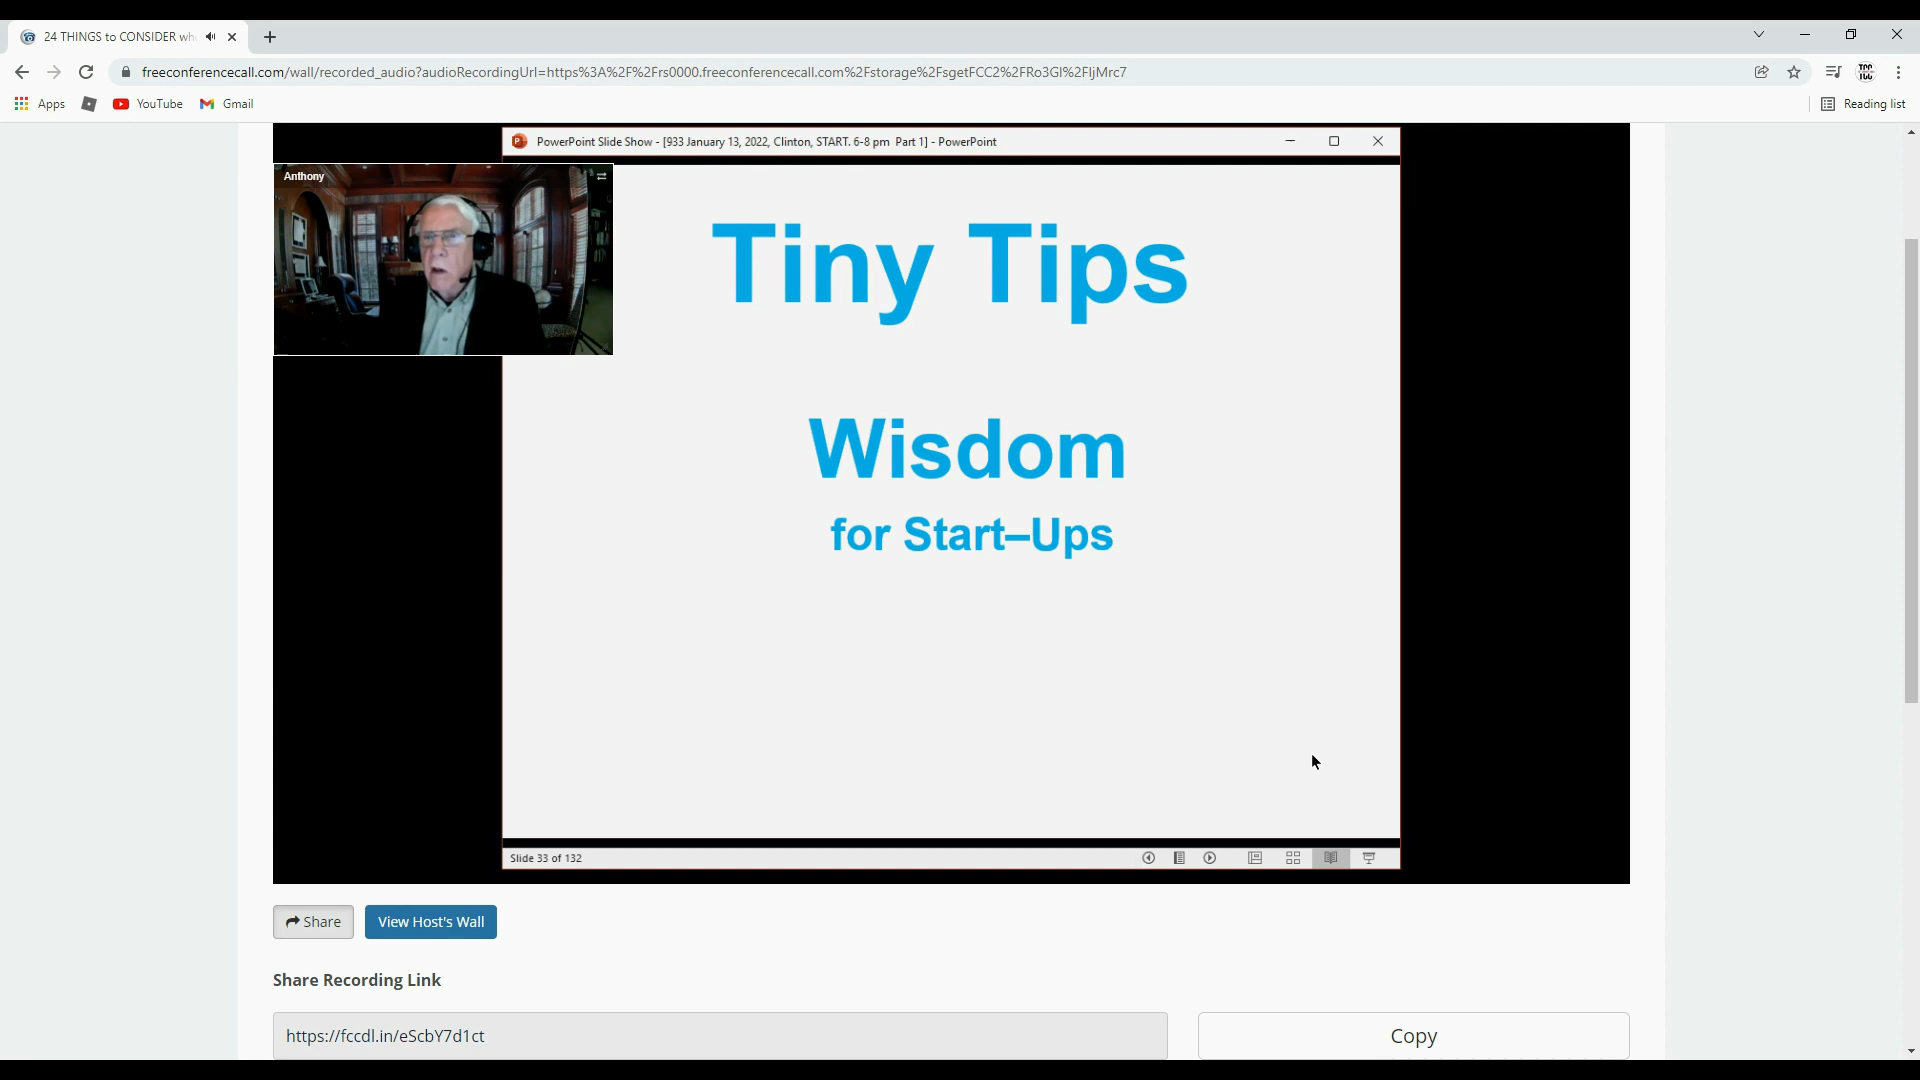 24 THINGS to CONSIDER wh
freeconferencecall.com/wall/recorded_audio?audioRecordingUrl=https%3A%2F%2Frs0000.freeconferencecall.com%2Fstorage%2FsgetFCC2%2FRo3GI%2FIjMrc7
Apps
YouTube
Gmail
Reading list
PowerPoint Slide Show - [933 January 13, 2022, Clinton, START. 6-8 pm Part 1] - PowerPoint
Anthony
Tiny Tips
Wisdom
for Start–Ups
Slide 33 of 132
Share
View Host's Wall
Share Recording Link
https://fccdl.in/eScbY7d1ct
Copy